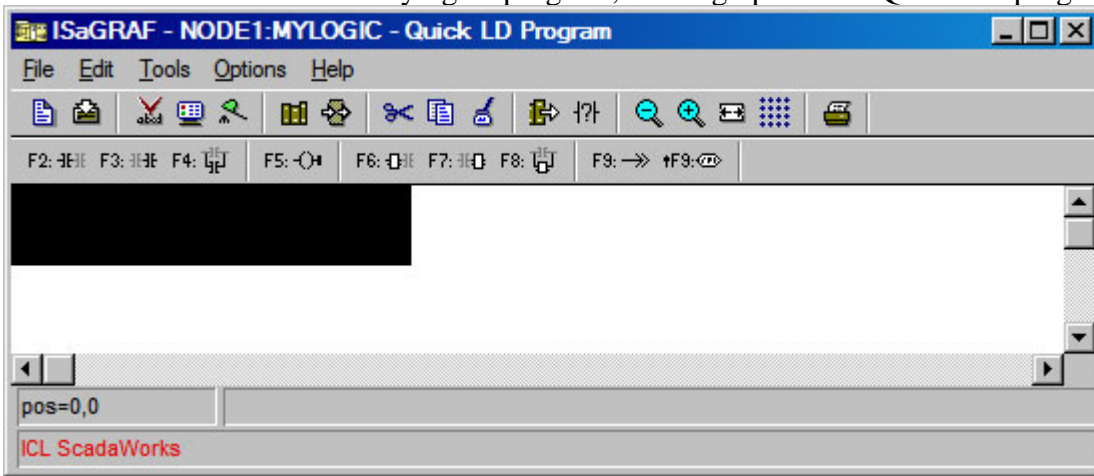 ISaGRAF - NODE1:MYLOGIC - Quick LD Program
File Edit Tools Options Help
F2: F3: F4: F5: F6: F7: F8: F9: F9:
pos=0,0
ICL ScadaWorks